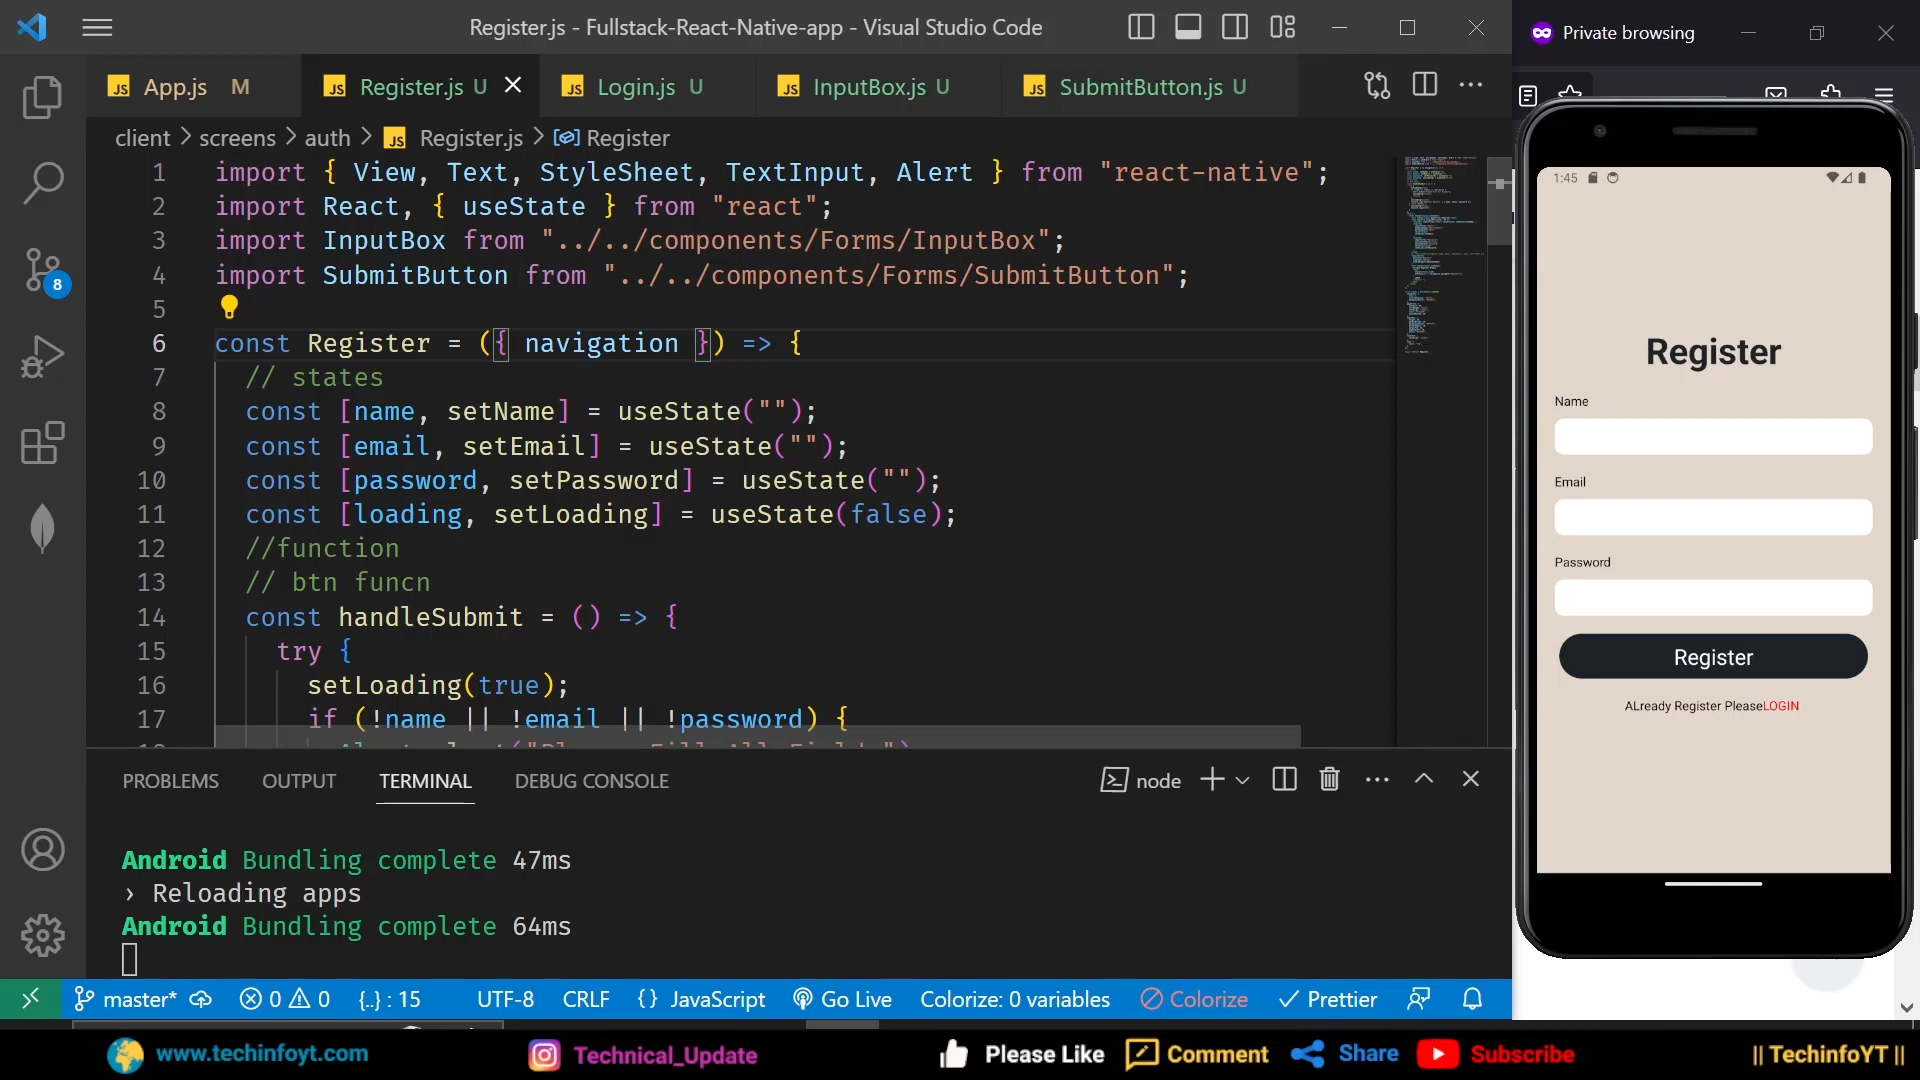 Register.js - Fullstack-React-Native-app - Visual Studio Code
Private browsing
JS App.js M
JS Register.js U
JS Login.js U
JS InputBox.js U
JS SubmitButton.js U
client > screens > auth > JS Register.js > Register
1 import { View, Text, StyleSheet, TextInput, Alert } from "react-native";
2 import React, { useState } from "react";
3 import InputBox from "../../components/Forms/InputBox";
4 import SubmitButton from "../../components/Forms/SubmitButton";
5
6 const Register = ({ navigation }) => {
7 // states
8 const [name, setName] = useState("");
9 const [email, setEmail] = useState("");
10 const [password, setPassword] = useState("");
11 const [loading, setLoading] = useState(false);
12 //function
13 // btn funcn
14 const handleSubmit = () => {
15 try {
16 setLoading(true);
17 if (!name || !email || !password) {
8
PROBLEMS
OUTPUT
TERMINAL
DEBUG CONSOLE
node
Android Bundling complete 47ms
› Reloading apps
Android Bundling complete 64ms
master*
0
0
{..} : 15
UTF-8
CRLF
{} JavaScript
Go Live
Colorize: 0 variables
Colorize
Prettier
1:45
Register
Name
Email
Password
Register
ALready Register PleaseLOGIN
www.techinfoyt.com
Technical_Update
Please Like
Comment
Share
Subscribe
|| TechinfoYT ||